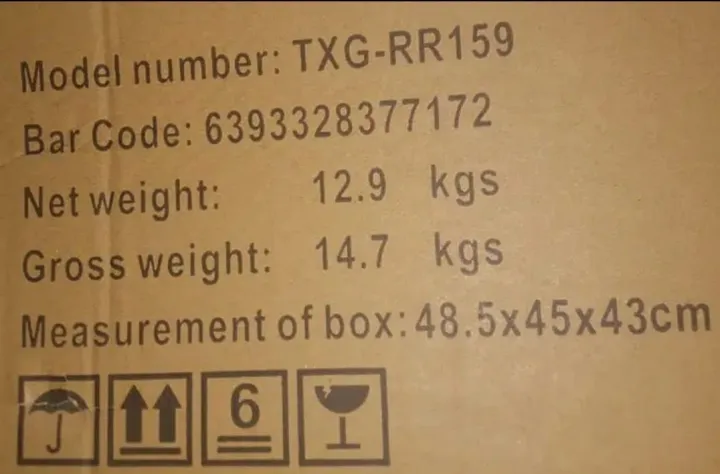 Model number: TXG-RR159
Bar Code: 6393328377172
Net weight: 12.9 kgs
Gross weight: 14.7 kgs
Measurement of box: 48.5x45x43cm
6